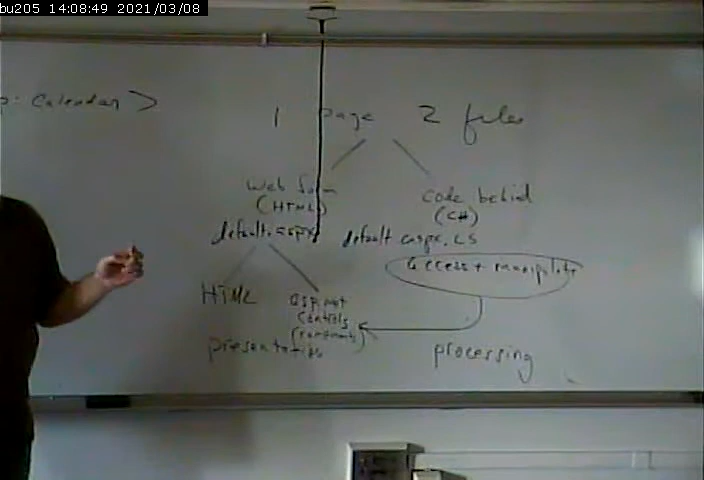 bu205 14:08:49 2021/03/08
p: Calendar >
1 page 2 files
web form
(HTML)
default.aspx
code behind
(C#)
default.aspx.cs
access + manipulate
HTML
asp.net
controls
presentation
processing